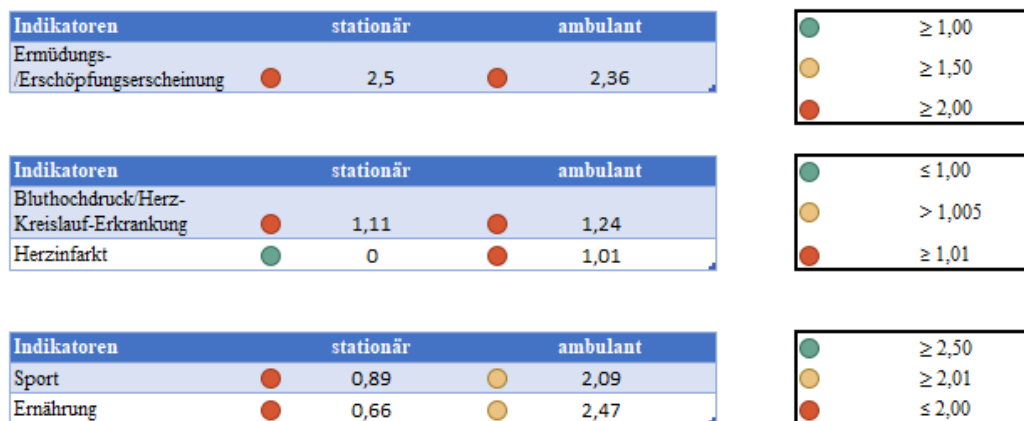 Indikatoren stationär ambulant
Ermüdungs-
/Erschöpfungserscheinung 2,5 2,36
≥ 1,00
≥ 1,50
≥ 2,00
Indikatoren stationär ambulant
Bluthochdruck/Herz-
Kreislauf-Erkrankung 1,11 1,24
Herzinfarkt 0 1,01
≤ 1,00
> 1,005
≥ 1,01
Indikatoren stationär ambulant
Sport 0,89 2,09
Ernährung 0,66 2,47
≥ 2,50
≥ 2,01
≤ 2,00